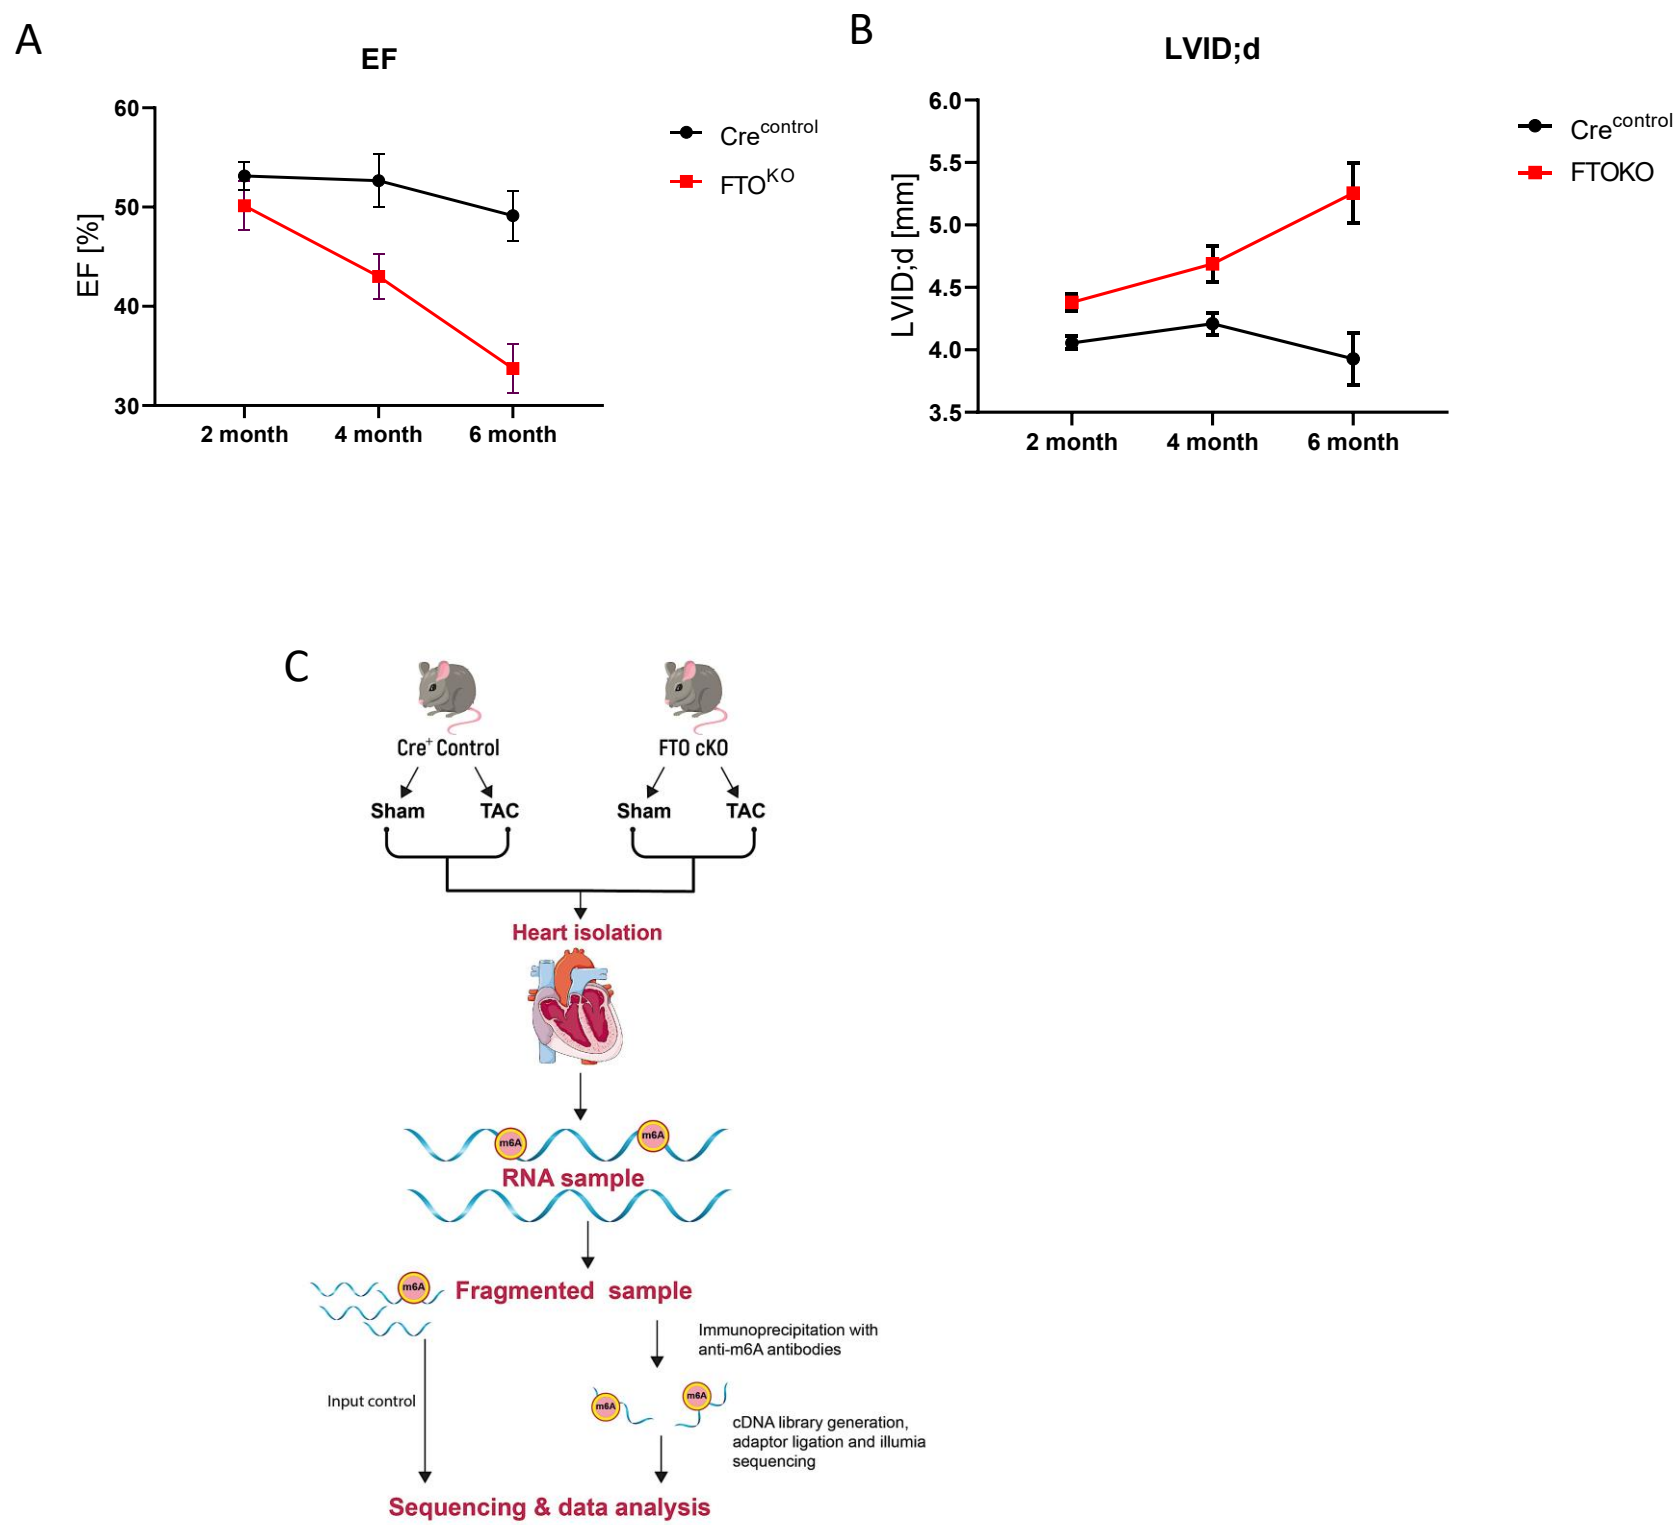 A
EF
60
50
40
30
EF [%]
2 month 4 month 6 month
Cre^control
FTO^KO
B
LVID;d
6.0
5.5
5.0
4.5
4.0
3.5
LVID;d [mm]
2 month 4 month 6 month
Cre^control
FTOKO
C
Cre⁺ Control
FTO cKO
Sham TAC
Sham TAC
Heart isolation
m6A
m6A
RNA sample
m6A
Fragmented sample
Immunoprecipitation with
anti-m6A antibodies
Input control
m6A
m6A
cDNA library generation,
adaptor ligation and illumia
sequencing
Sequencing & data analysis